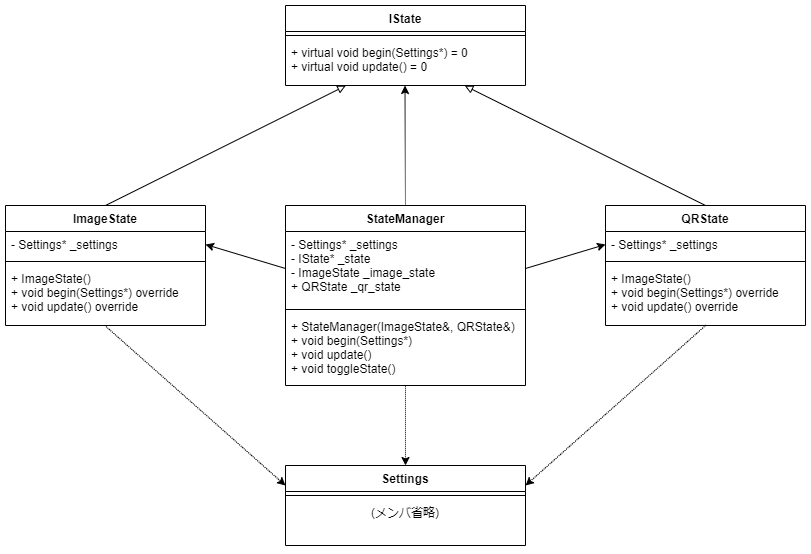 IState
+ virtual void begin(Settings*) = 0
+ virtual void update() = 0
ImageState
- Settings* _settings
+ ImageState()
+ void begin(Settings*) override
+ void update() override
StateManager
- Settings* _settings
- IState* _state
- ImageState _image_state
+ QRState _qr_state
+ StateManager(ImageState&, QRState&)
+ void begin(Settings*)
+ void update()
+ void toggleState()
QRState
- Settings* _settings
+ ImageState()
+ void begin(Settings*) override
+ void update() override
Settings
(メンバ省略)